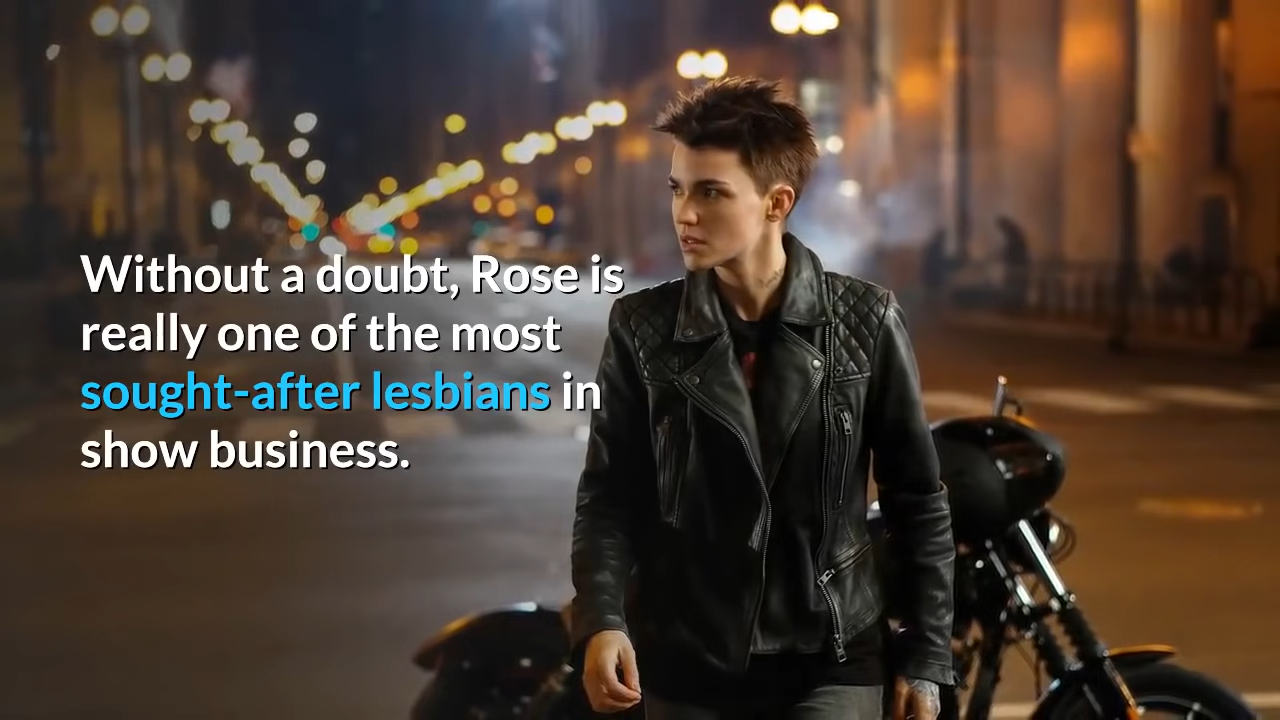 Without a doubt, Rose is
really one of the most
sought-after lesbians in
show business.